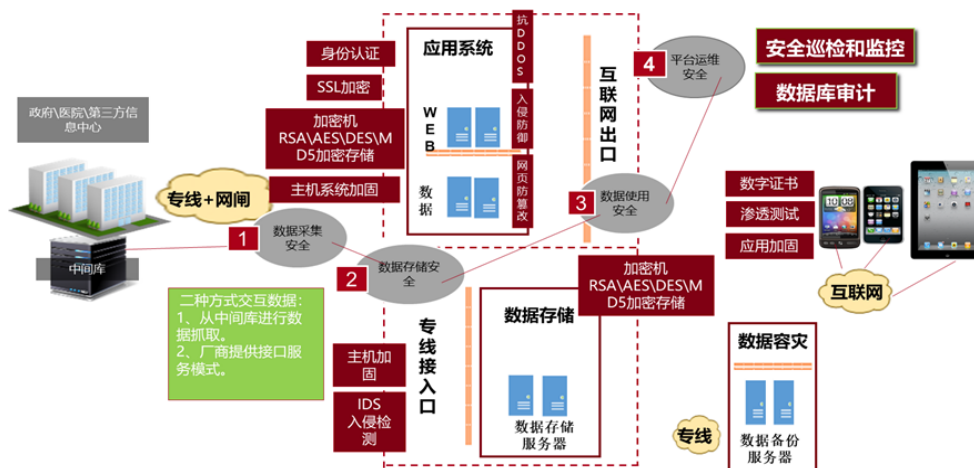 政府\医院\第三方信
息中心
专线+网闸
中间库
二种方式交互数据:
1、从中间库进行数
据抓取。
2、厂商提供接口服
务模式。
身份认证
SSL加密
加密机
RSA\AES\DES\M
D5加密存储
主机系统加固
1
数据采集
安全
2
数据存储安
全
主机加
固
IDS
入侵检
测
专线接入口
应用系统
WEB
数据
抗DDOS
入侵防御
网页防篡改
互联网出口
3
数据使用
安全
4
平台运维
安全
安全巡检和监控
数据库审计
数据存储
数据存储
服务器
加密机
RSA\AES\DES\M
D5加密存储
数字证书
渗透测试
应用加固
互联网
数据容灾
专线
数据备份
服务器